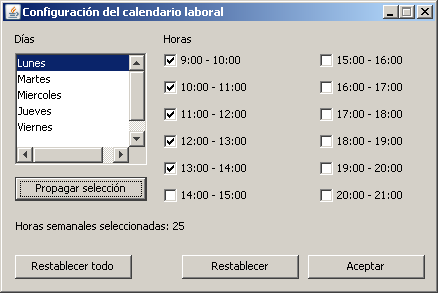 Configuración del calendario laboral
Días
Horas
Lunes
Martes
Miercoles
Jueves
Viernes
9:00 - 10:00
10:00 - 11:00
11:00 - 12:00
12:00 - 13:00
13:00 - 14:00
14:00 - 15:00
15:00 - 16:00
16:00 - 17:00
17:00 - 18:00
18:00 - 19:00
19:00 - 20:00
20:00 - 21:00
Propagar selección
Horas semanales seleccionadas: 25
Restablecer todo
Restablecer
Aceptar